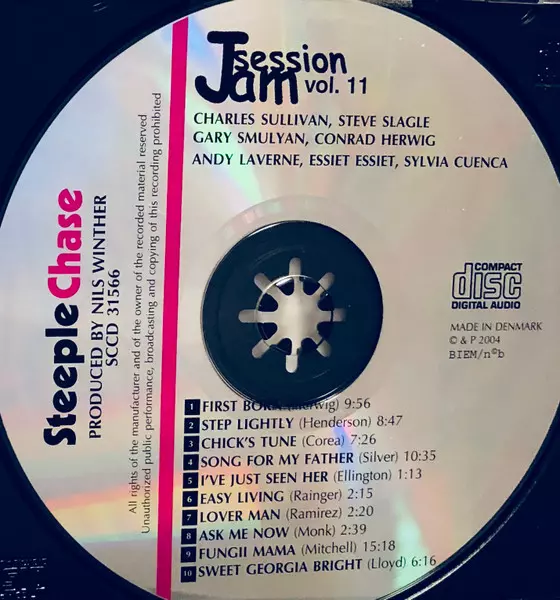 Jam session
vol. 11
CHARLES SULLIVAN, STEVE SLAGLE
GARY SMULYAN, CONRAD HERWIG
ANDY LAVERNE, ESSIET ESSIET, SYLVIA CUENCA
SteepleChase
PRODUCED BY NILS WINTHER
SCCD 31566
All rights of the manufacturer and of the owner of the recorded material reserved
Unauthorized public performance, broadcasting and copying of this recording prohibited
COMPACT
disc
DIGITAL AUDIO
MADE IN DENMARK
© & P 2004
BIEM/n©b
1 FIRST 9:56
2 STEP LIGHTLY (Henderson) 8:47
3 CHICK'S TUNE (Corea) 7:26
4 SONG FOR MY FATHER (Silver) 10:35
5 I'VE JUST SEEN HER (Ellington) 1:13
6 EASY LIVING (Rainger) 2:15
7 LOVER MAN (Ramirez) 2:20
8 ASK ME NOW (Monk) 2:39
9 FUNGII MAMA (Mitchell) 15:18
10 SWEET GEORGIA BRIGHT (Lloyd) 6:16